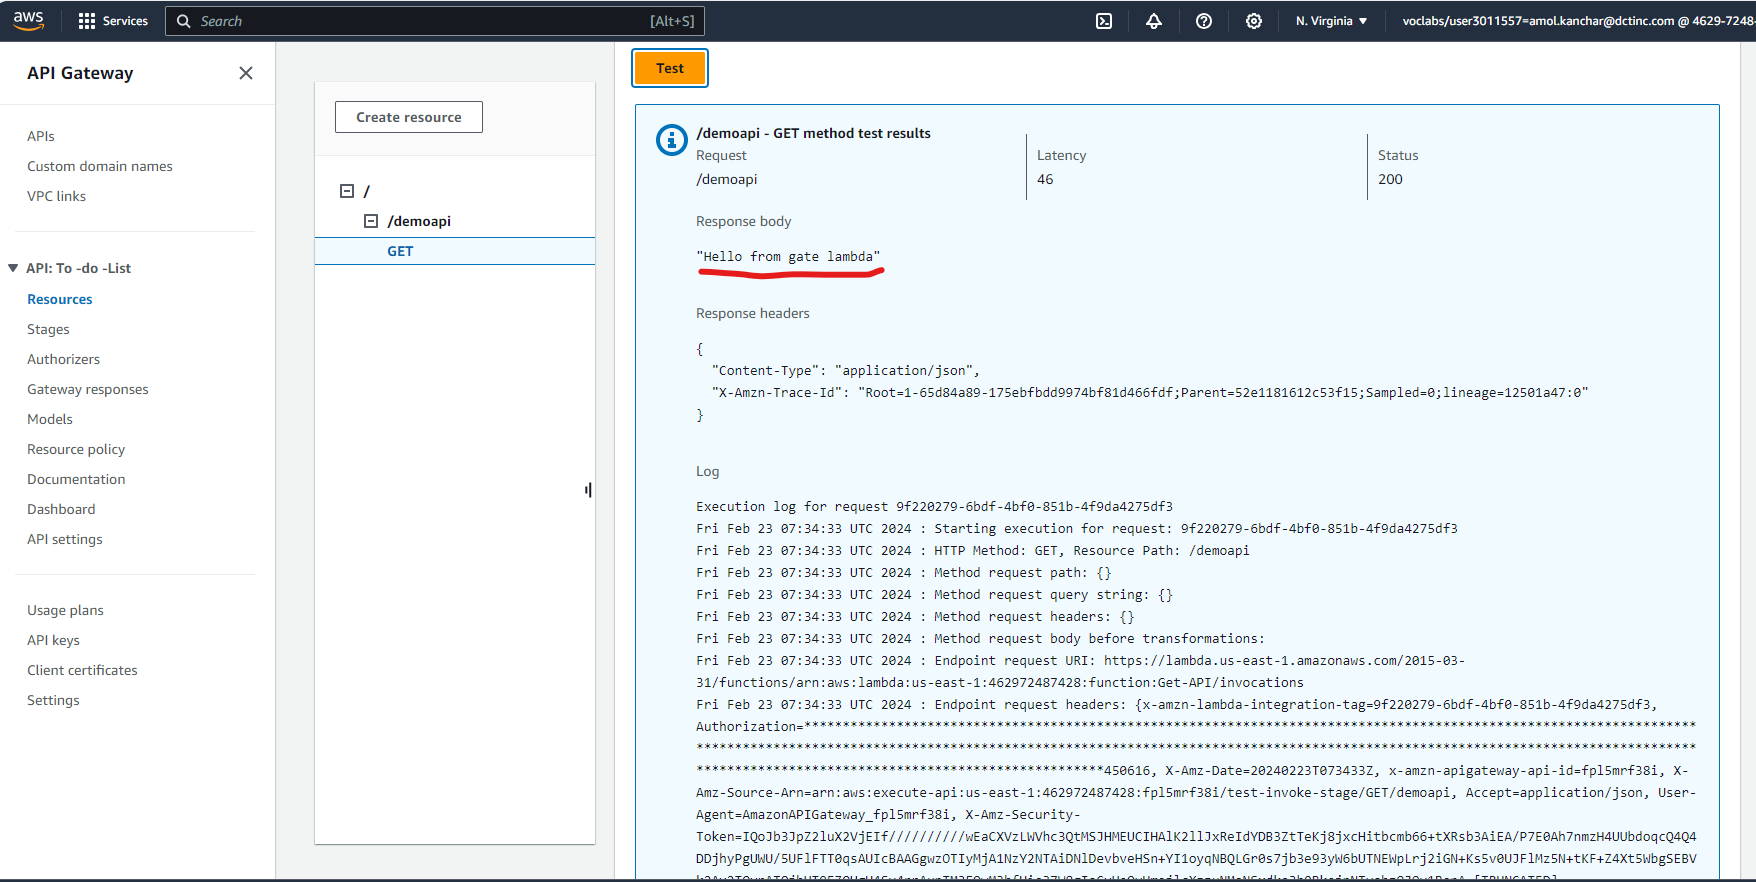 aws
Services
Search
[Alt+S]
N. Virginia ▼
voclabs/user3011557=amol.kanchar@dctinc.com @ 4629-7248-
API Gateway
APIs
Custom domain names
VPC links
▼ API: To -do -List
Resources
Stages
Authorizers
Gateway responses
Models
Resource policy
Documentation
Dashboard
API settings
Usage plans
API keys
Client certificates
Settings
Create resource
/
/demoapi
GET
Test
/demoapi - GET method test results
Request
/demoapi
Latency
46
Status
200
Response body
"Hello from gate lambda"
Response headers
{
"Content-Type": "application/json",
"X-Amzn-Trace-Id": "Root=1-65d84a89-175ebfbdd9974bf81d466fdf;Parent=52e1181612c53f15;Sampled=0;lineage=12501a47:0"
}
Log
Execution log for request 9f220279-6bdf-4bf0-851b-4f9da4275df3
Fri Feb 23 07:34:33 UTC 2024 : Starting execution for request: 9f220279-6bdf-4bf0-851b-4f9da4275df3
Fri Feb 23 07:34:33 UTC 2024 : HTTP Method: GET, Resource Path: /demoapi
Fri Feb 23 07:34:33 UTC 2024 : Method request path: {}
Fri Feb 23 07:34:33 UTC 2024 : Method request query string: {}
Fri Feb 23 07:34:33 UTC 2024 : Method request headers: {}
Fri Feb 23 07:34:33 UTC 2024 : Method request body before transformations:
Fri Feb 23 07:34:33 UTC 2024 : Endpoint request URI: https://lambda.us-east-1.amazonaws.com/2015-03-
31/functions/arn:aws:lambda:us-east-1:462972487428:function:Get-API/invocations
Fri Feb 23 07:34:33 UTC 2024 : Endpoint request headers: {x-amzn-lambda-integration-tag=9f220279-6bdf-4bf0-851b-4f9da4275df3,
Authorization=********************************************************************************************************************
**********************************************************************************************************************************
*****************************************************450616, X-Amz-Date=20240223T073433Z, x-amzn-apigateway-api-id=fpl5mrf38i, X-
Amz-Source-Arn=arn:aws:execute-api:us-east-1:462972487428:fpl5mrf38i/test-invoke-stage/GET/demoapi, Accept=application/json, User-
Agent=AmazonAPIGateway_fpl5mrf38i, X-Amz-Security-
Token=IQoJb3JpZ2luX2VjEIf//////////wEaCXVzLWVhc3QtMSJHMEUCIHAlK2llJxReIdYDB3ZtTeKj8jxcHitbcmb66+tXRsb3AiEA/P7E0Ah7nmzH4UUbdoqcQ4Q4
DDjhyPgUWU/5UFlFTT0qsAUIcBAAGgwzOTIyMjA1NzY2NTAiDNlDevbveHSn+YI1oyqNBQLGr0s7jb3e93yW6bUTNEWpLrj2iGN+Ks5v0UJFlMz5N+tKF+Z4Xt5WbgSEBV